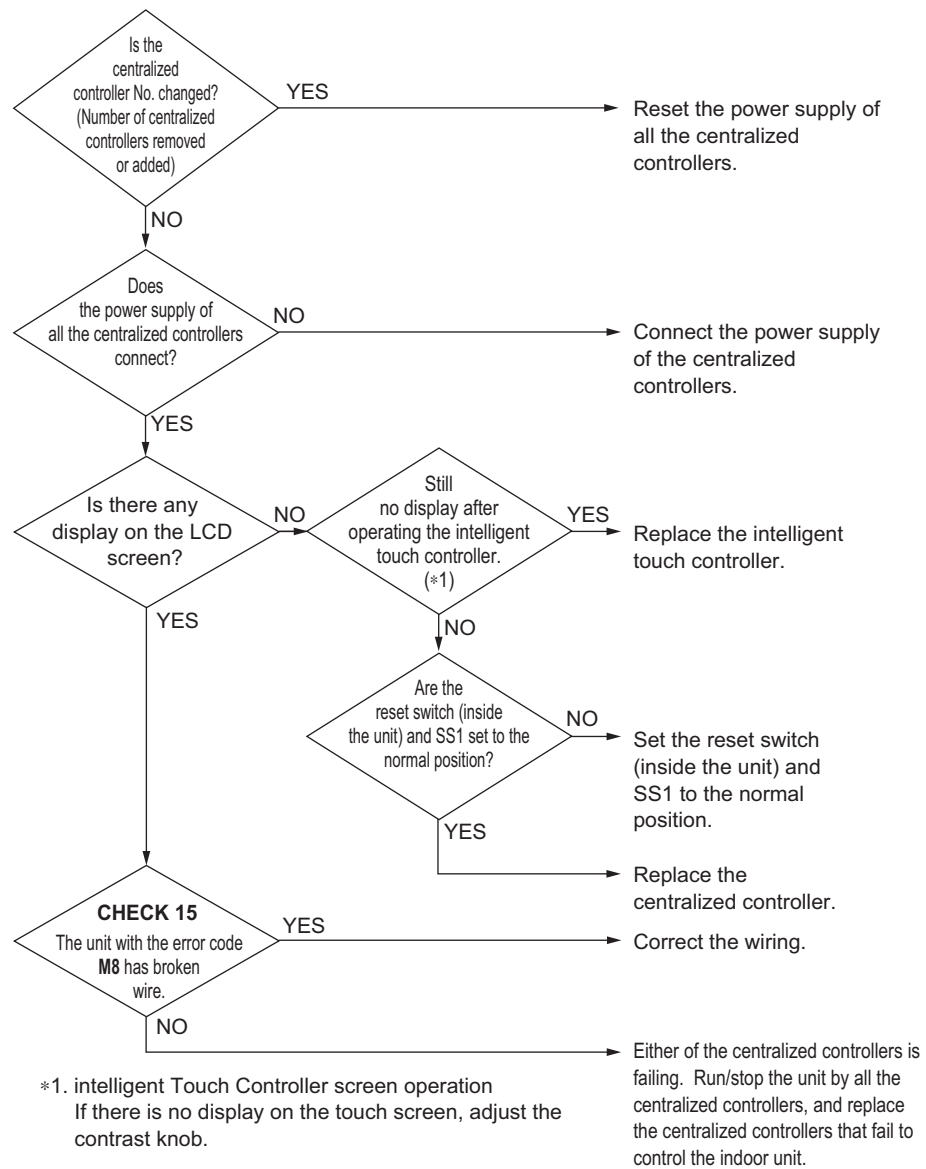 Is the
centralized
controller No. changed?
(Number of centralized
controllers removed
or added)
YES
Reset the power supply of
all the centralized
controllers.
NO
Does
the power supply of
all the centralized controllers
connect?
NO
Connect the power supply
of the centralized
controllers.
YES
Is there any
display on the LCD
screen?
NO
Still
no display after
operating the intelligent
touch controller.
(*1)
YES
Replace the intelligent
touch controller.
YES
NO
Are the
reset switch (inside
the unit) and SS1 set to the
normal position?
NO
Set the reset switch
(inside the unit) and
SS1 to the normal
position.
YES
Replace the
centralized controller.
CHECK 15
The unit with the error code
M8 has broken
wire.
YES
Correct the wiring.
NO
Either of the centralized controllers is
failing. Run/stop the unit by all the
centralized controllers, and replace
the centralized controllers that fail to
control the indoor unit.
*1. intelligent Touch Controller screen operation
If there is no display on the touch screen, adjust the
contrast knob.